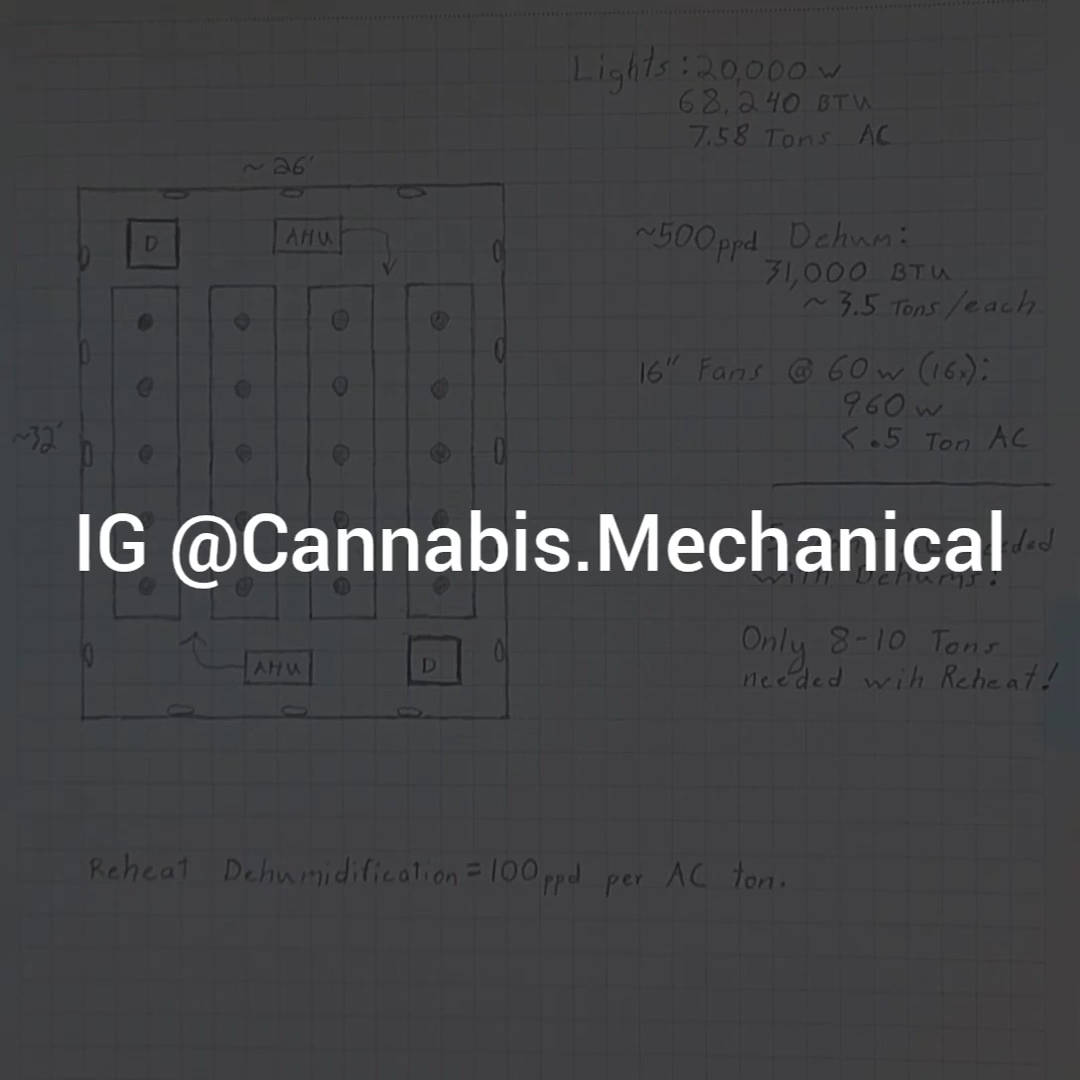 Lights: 20,000 w
68,240 BTU
7.58 Tons AC
~26'
D
AHU
~500ppd Dehum:
31,000 BTU
~3.5 Tons/each
16" Fans @ 60w (16x):
960 w
<.5 Ton AC
~32'
IG @Cannabis.Mechanical
with Dehums!
Only 8-10 Tons
needed wih Reheat!
AHU
D
Reheat Dehumidification = 100ppd per AC ton.